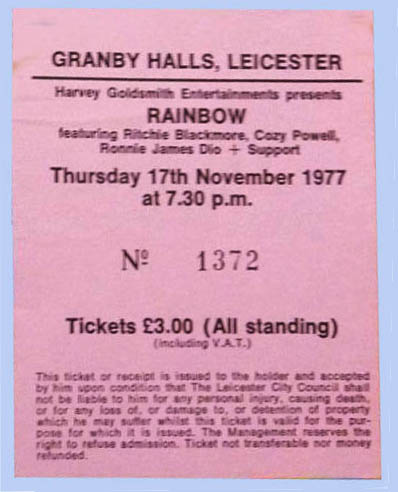 GRANBY HALLS, LEICESTER
Harvey Goldsmith Entertainments presents
RAINBOW
featuring Ritchie Blackmore, Cozy Powell,
Ronnie James Dio + Support
Thursday 17th November 1977
at 7.30 p.m.
Nº 1372
Tickets £3.00 (All standing)
(including V.A.T.)
This ticket or receipt is issued to the holder and accepted
by him upon condition that The Leicester City Council shall
not be liable to him for any personal injury, causing death,
or for any loss of, or damage to, or detention of property
which he may suffer whilst this ticket is valid for the pur-
pose for which it is issued. The Management reserves the
right to refuse admission. Ticket not transferable nor money
refunded.